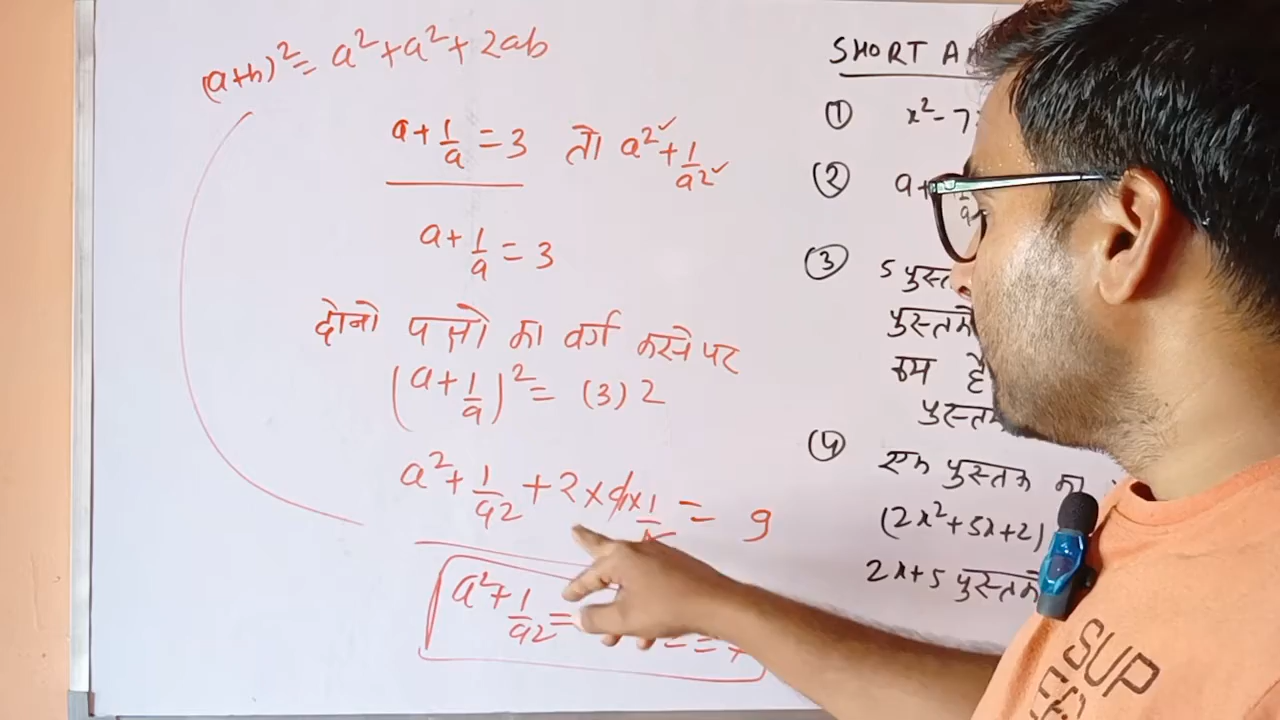 (a+b)² = a² + a² + 2ab
a + 1/a = 3 तो a² + 1/a²
a + 1/a = 3
दोनो पक्षो का वर्ग करने पर
(a + 1/a)² = (3)2
a² + 1/a2 + 2 × a × 1/a = 9
a² + 1/a2 =
SHORT
① x² - 7
② a+
③ 5
पुस्तके
कम है
④ एक पुस्तक का
(2x² + 5x + 2)
2x + 5 पुस्तके
SUP